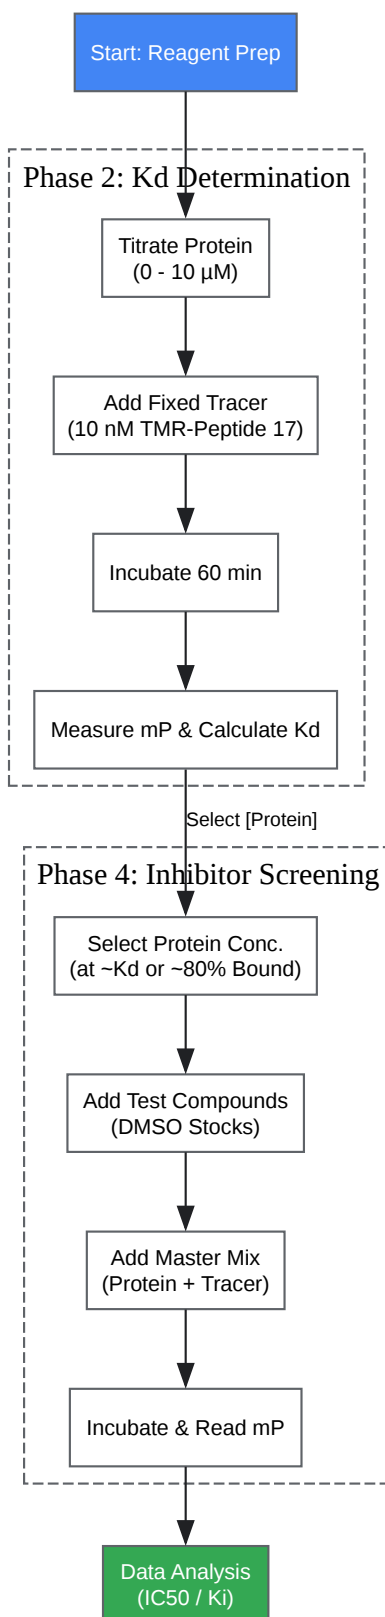 Start: Reagent Prep
Phase 2: Kd Determination
Titrate Protein
(0 - 10 µM)
Add Fixed Tracer
(10 nM TMR-Peptide 17)
Incubate 60 min
Measure mP & Calculate Kd
Select [Protein]
Phase 4: Inhibitor Screening
Select Protein Conc.
(at ~Kd or ~80% Bound)
Add Test Compounds
(DMSO Stocks)
Add Master Mix
(Protein + Tracer)
Incubate & Read mP
Data Analysis
(IC50 / Ki)